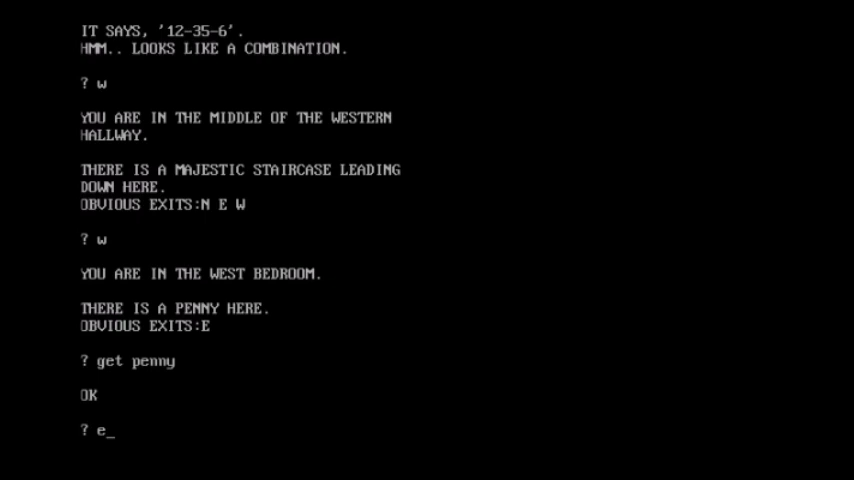 IT SAYS, '12-35-6'.
HMM.. LOOKS LIKE A COMBINATION.
? w
YOU ARE IN THE MIDDLE OF THE WESTERN
HALLWAY.
THERE IS A MAJESTIC STAIRCASE LEADING
DOWN HERE.
OBVIOUS EXITS:N E W
? w
YOU ARE IN THE WEST BEDROOM.
THERE IS A PENNY HERE.
OBVIOUS EXITS:E
? get penny
OK
? e_